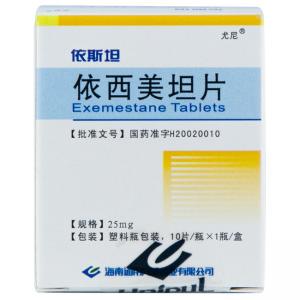 尤尼®
依斯坦
依西美坦片
Exemestane Tablets
【批准文号】国药准字H20020010
【规格】25mg
【包装】塑料瓶包装,10片/瓶×1瓶/盒
业有限公司